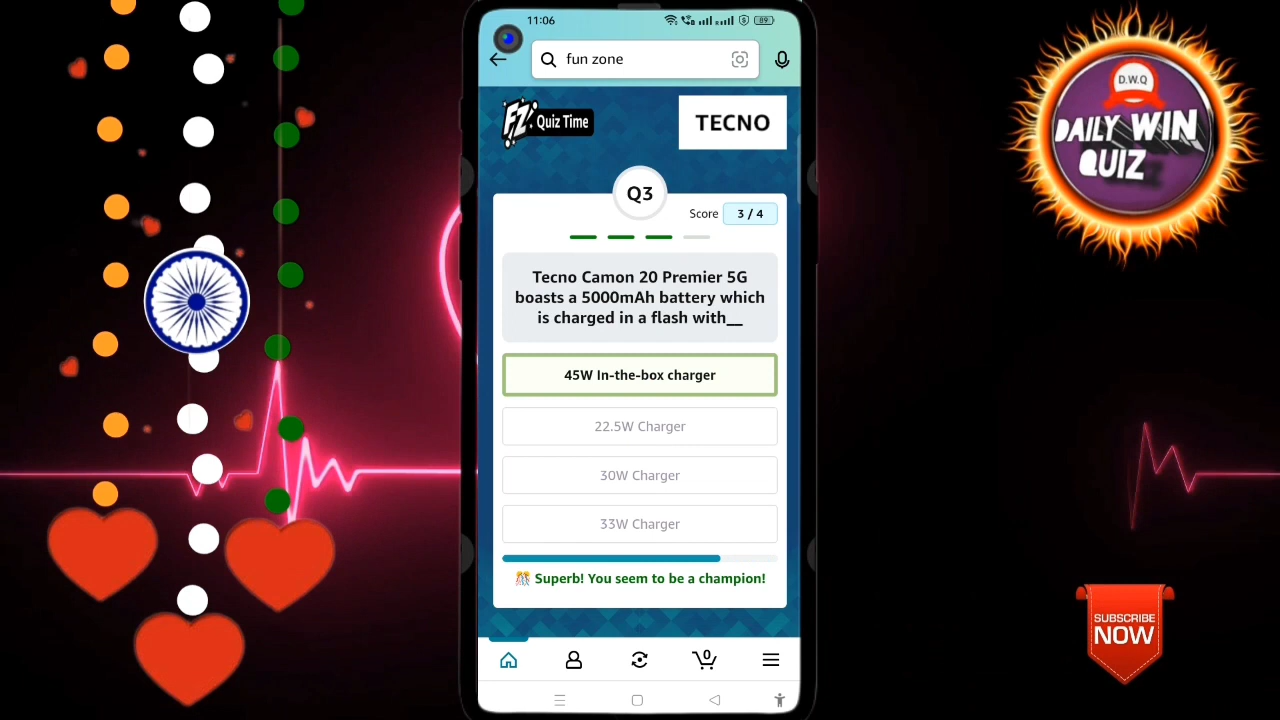 11:06
89
fun zone
FZ Quiz Time
TECNO
Q3
Score 3 / 4
Tecno Camon 20 Premier 5G
boasts a 5000mAh battery which
is charged in a flash with__
45W In-the-box charger
22.5W Charger
30W Charger
33W Charger
🎊 Superb! You seem to be a champion!
0
D.W.Q
DAILY WIN
QUIZ
SUBSCRIBE
NOW